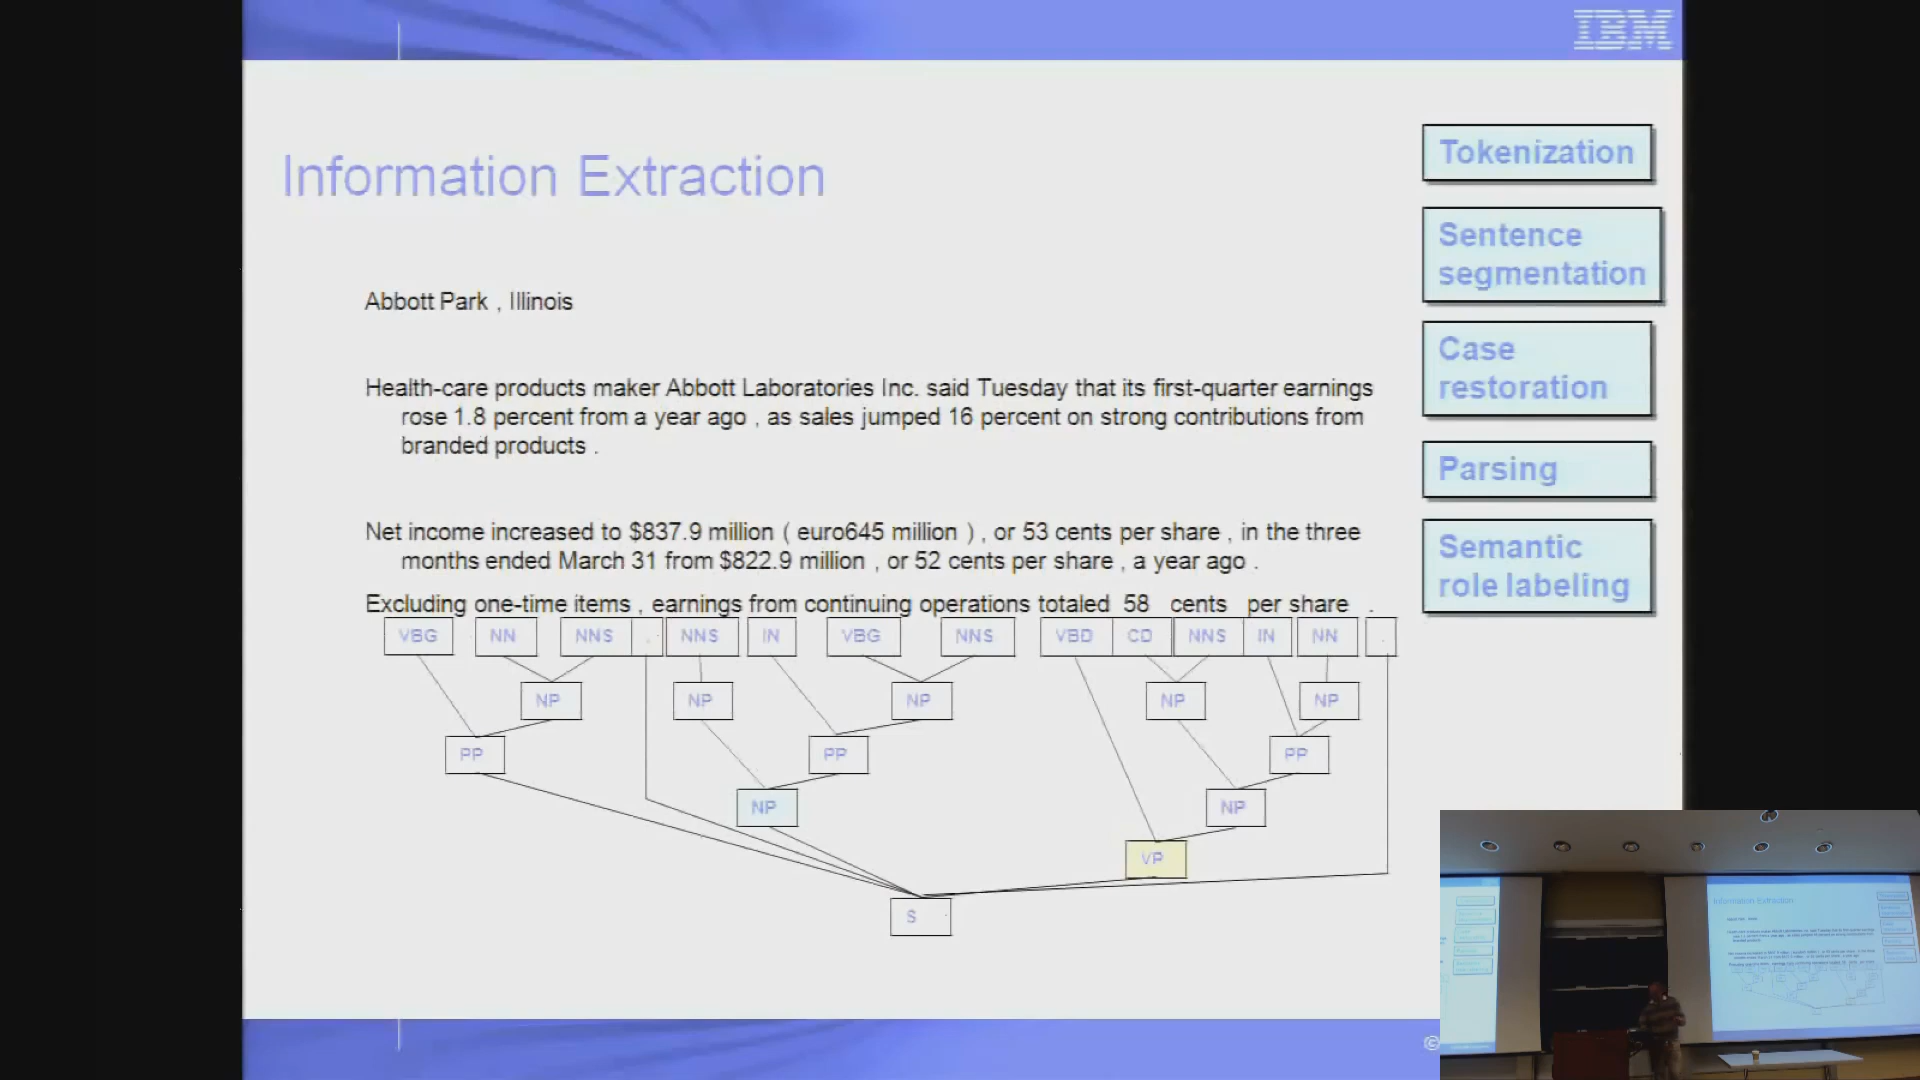 IBM
Information Extraction
Abbott Park , Illinois
Health-care products maker Abbott Laboratories Inc. said Tuesday that its first-quarter earnings
rose 1.8 percent from a year ago , as sales jumped 16 percent on strong contributions from
branded products .
Net income increased to $837.9 million ( euro645 million ) , or 53 cents per share , in the three
months ended March 31 from $822.9 million , or 52 cents per share , a year ago .
Excluding one-time items , earnings from continuing operations totaled 58 cents per share .
VBG NN NNS , NNS IN VBG NNS VBD CD NNS IN NN .
NP NP NP NP NP
PP PP PP
NP NP
VP
S
Tokenization
Sentence
segmentation
Case
restoration
Parsing
Semantic
role labeling
©
Information Extraction